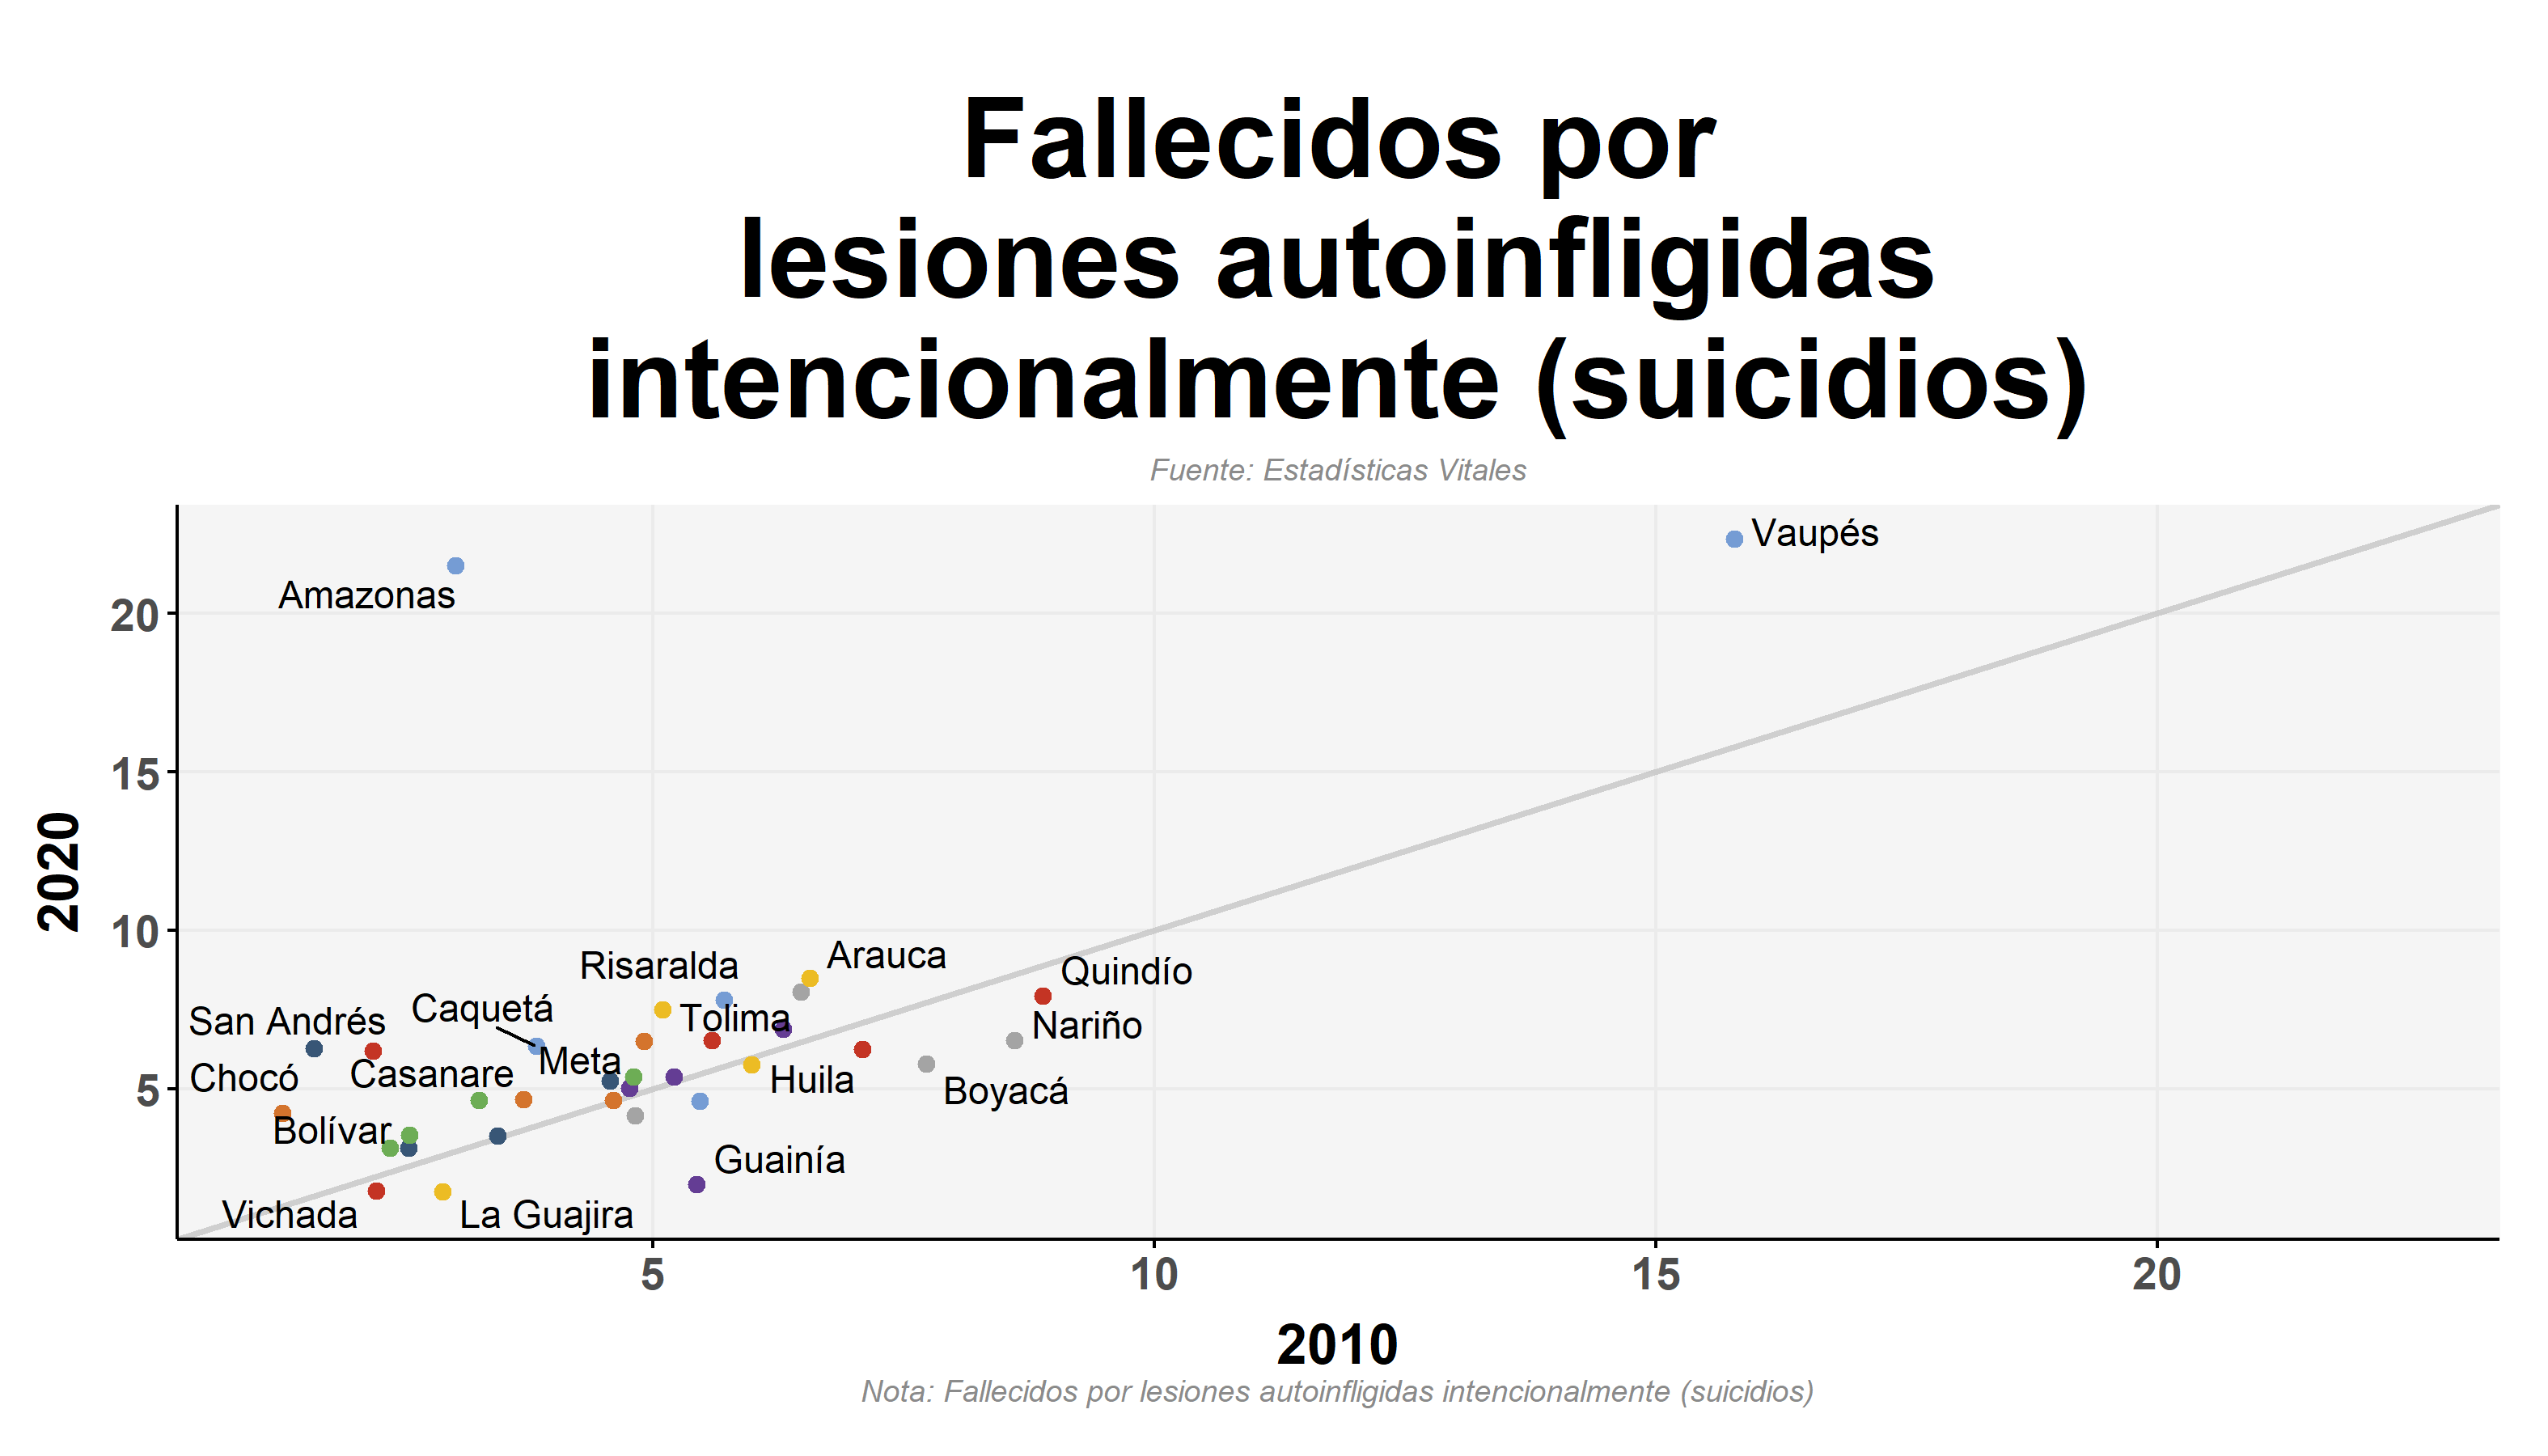 Fallecidos por
lesiones autoinfligidas
intencionalmente (suicidios)
Fuente: Estadísticas Vitales
Vaupés
Amazonas
20
15
2020
10
Arauca
Risaralda
Quindío
Caquetá
San Andrés
Tolima
Nariño
Meta
Casanare
Chocó
Huila
5
Boyacá
Bolívar
Guainía
Vichada
La Guajira
5 10 15 20
2010
Nota: Fallecidos por lesiones autoinfligidas intencionalmente (suicidios)